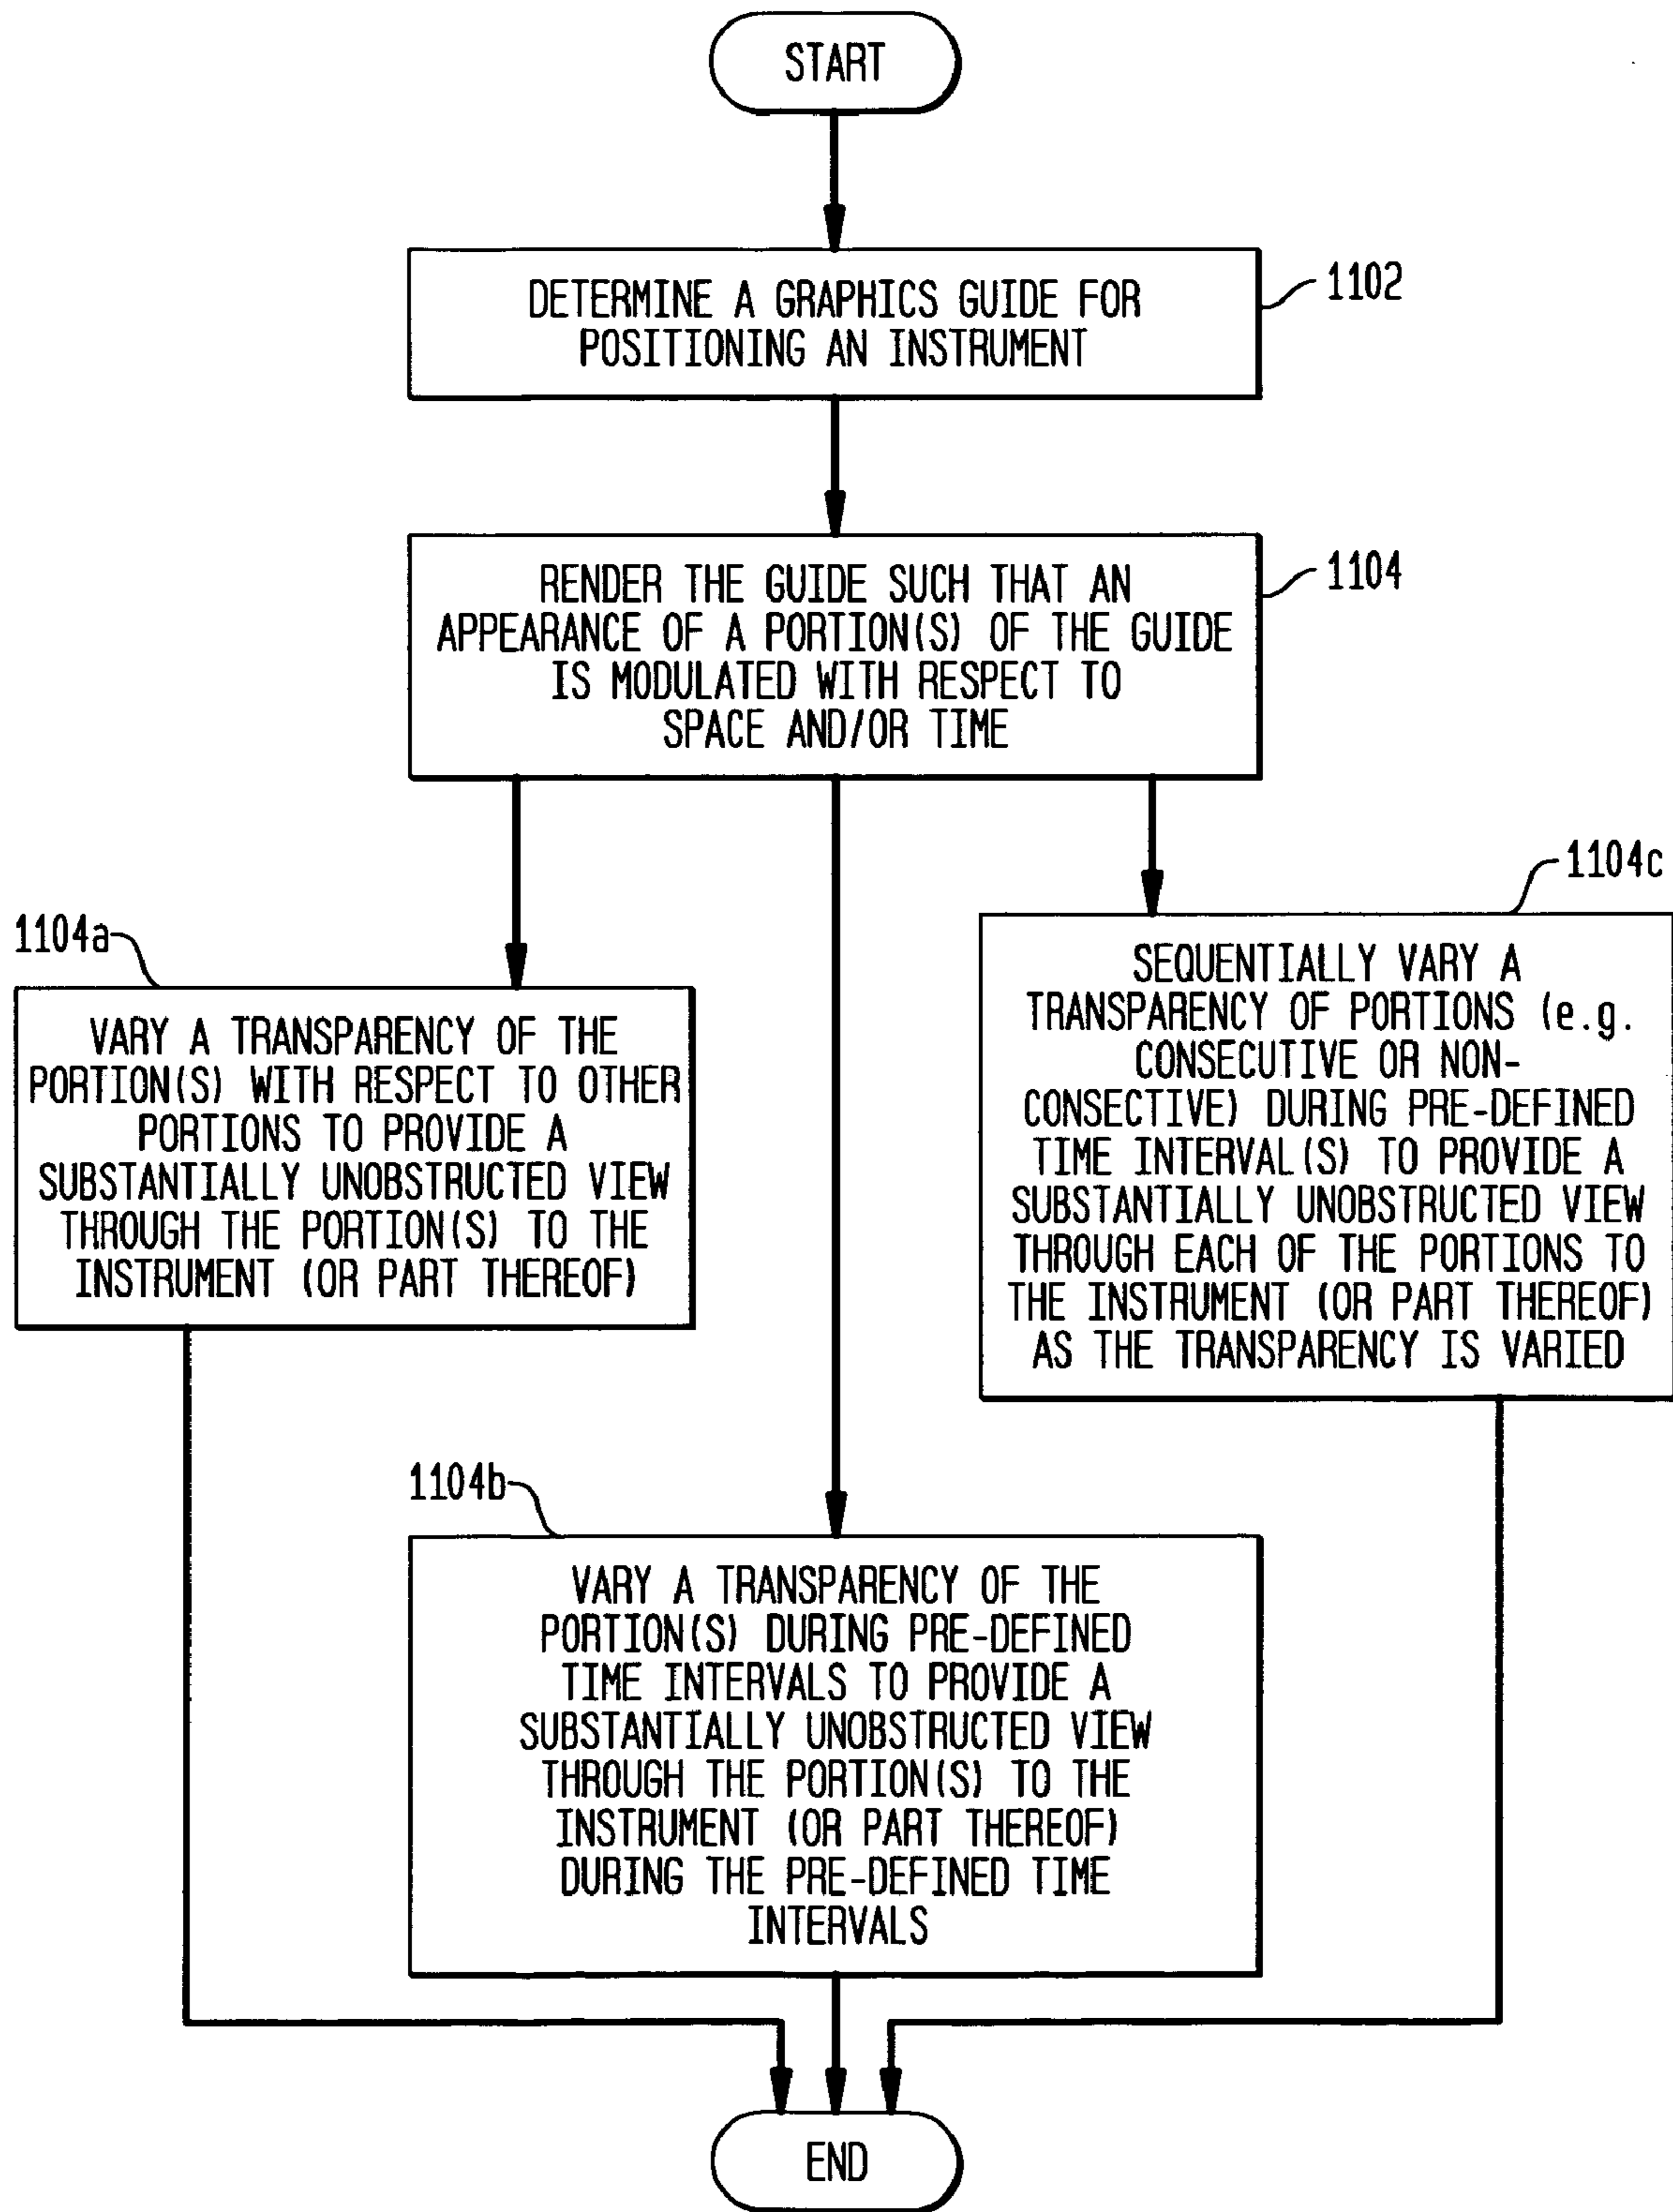 START
DETERMINE A GRAPHICS GUIDE FOR
POSITIONING AN INSTRUMENT
1102
RENDER THE GUIDE SUCH THAT AN
APPEARANCE OF A PORTION(S) OF THE GUIDE
IS MODULATED WITH RESPECT TO
SPACE AND/OR TIME
1104
1104a
VARY A TRANSPARENCY OF THE
PORTION(S) WITH RESPECT TO OTHER
PORTIONS TO PROVIDE A
SUBSTANTIALLY UNOBSTRUCTED VIEW
THROUGH THE PORTION(S) TO THE
INSTRUMENT (OR PART THEREOF)
1104c
SEQUENTIALLY VARY A
TRANSPARENCY OF PORTIONS (e.g.
CONSECUTIVE OR NON-
CONSECTIVE) DURING PRE-DEFINED
TIME INTERVAL(S) TO PROVIDE A
SUBSTANTIALLY UNOBSTRUCTED VIEW
THROUGH EACH OF THE PORTIONS TO
THE INSTRUMENT (OR PART THEREOF)
AS THE TRANSPARENCY IS VARIED
1104b
VARY A TRANSPARENCY OF THE
PORTION(S) DURING PRE-DEFINED
TIME INTERVALS TO PROVIDE A
SUBSTANTIALLY UNOBSTRUCTED VIEW
THROUGH THE PORTION(S) TO THE
INSTRUMENT (OR PART THEREOF)
DURING THE PRE-DEFINED TIME
INTERVALS
END